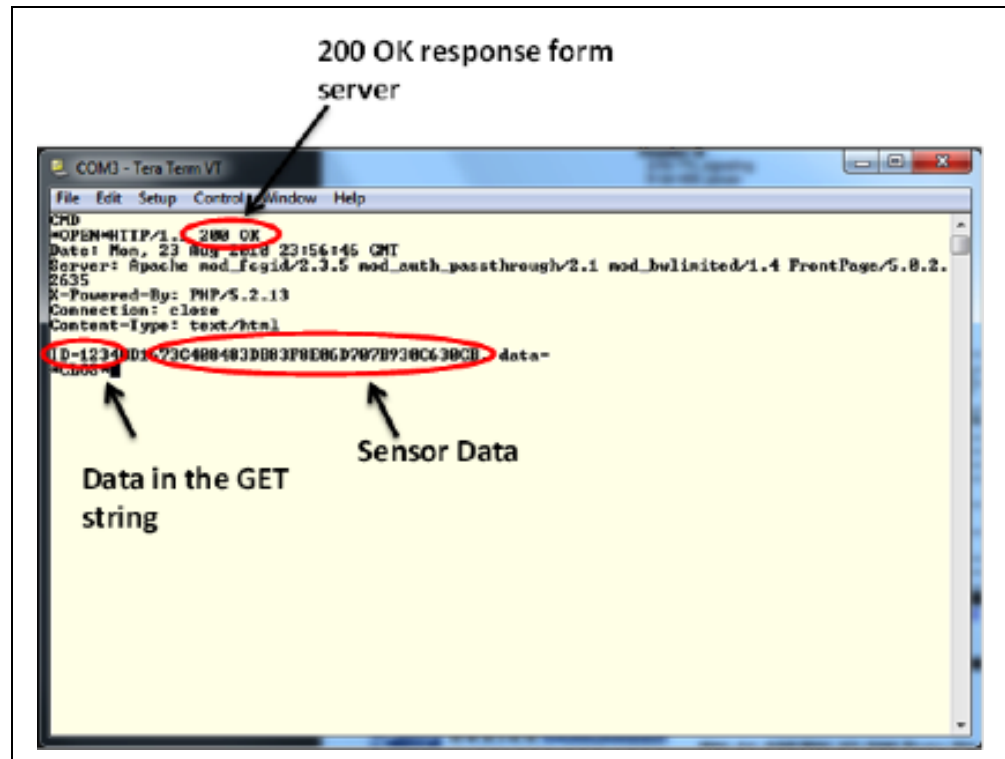 200 OK response form
server
COM3 - Tera Term VT
File Edit Setup Control Window Help
CMD
*OPEN*HTTP/1. 200 OK
Date: Mon, 23 Aug 2010 23:56:45 GMT
Server: Apache mod_fcgid/2.3.5 mod_auth_passthrough/2.1 mod_bwlimited/1.4 FrontPage/5.0.2.
2635
X-Powered-By: PHP/5.2.13
Connection: close
Content-Type: text/html
data=
Data in the GET
string
Sensor Data